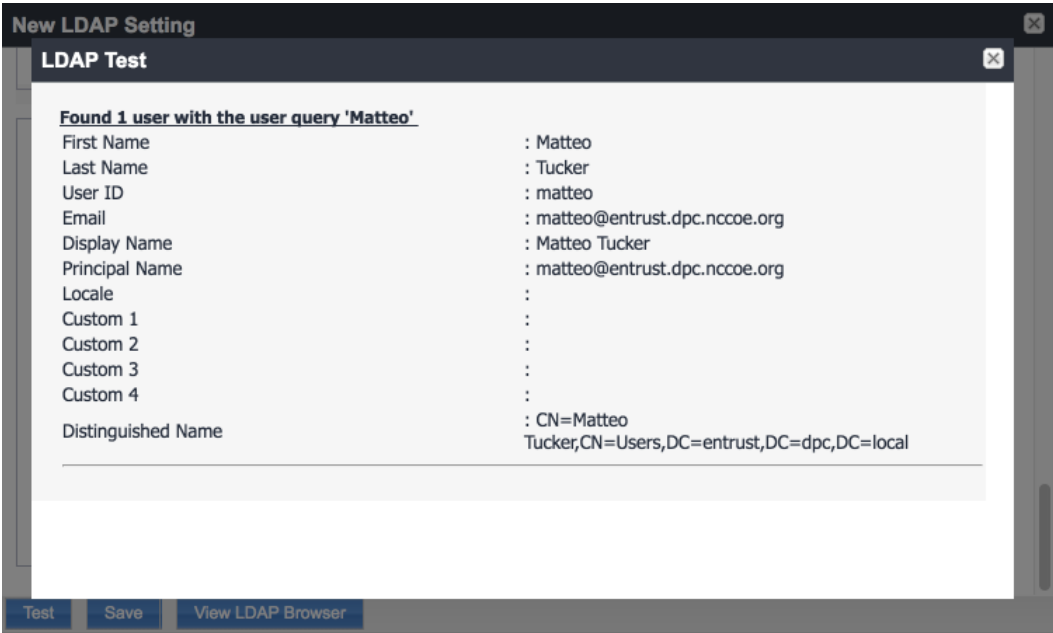 New LDAP Setting
LDAP Test
Found 1 user with the user query 'Matteo'
First Name : Matteo
Last Name : Tucker
User ID : matteo
Email : matteo@entrust.dpc.nccoe.org
Display Name : Matteo Tucker
Principal Name : matteo@entrust.dpc.nccoe.org
Locale :
Custom 1 :
Custom 2 :
Custom 3 :
Custom 4 :
Distinguished Name : CN=Matteo
Tucker,CN=Users,DC=entrust,DC=dpc,DC=local
Test Save View LDAP Browser